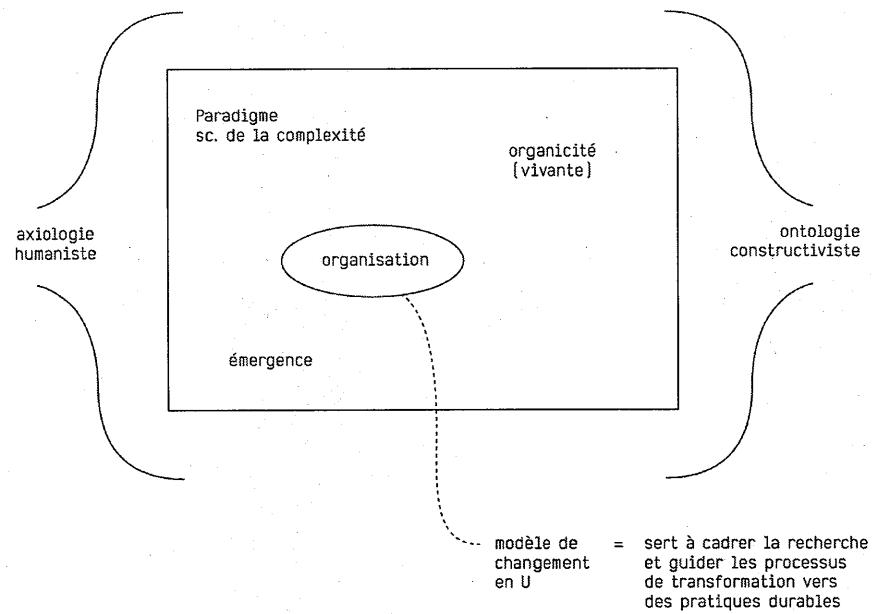 Paradigme
sc. de la complexité
organicité
(vivante)
axiologie
humaniste
organisation
ontologie
constructiviste
émergence
modèle de = sert à cadrer la recherche
changement et guider les processus
en U de transformation vers
des pratiques durables